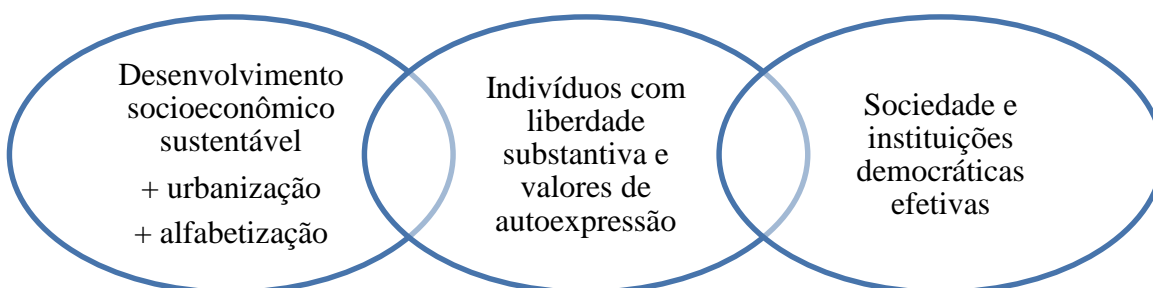 Desenvolvimento
socioeconômico
sustentável
+ urbanização
+ alfabetização
Indivíduos com
liberdade
substantiva e
valores de
autoexpressão
Sociedade e
instituições
democráticas
efetivas